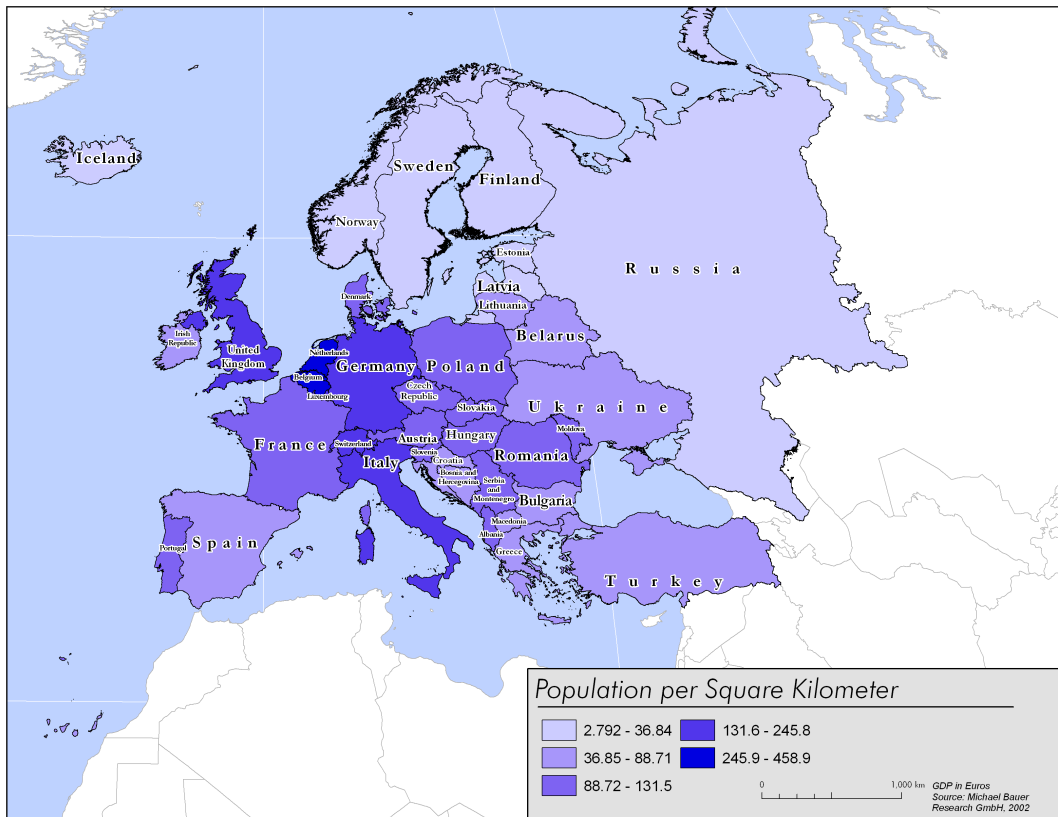 Iceland
Sweden
Finland
Norway
Estonia
Russia
Latvia
Denmark
Lithuania
Irish
Republic
Belarus
United
Kingdom
Netherlands
Germany
Poland
Belgium
Czech
Republic
Luxembourg
Slovakia
Ukraine
Moldova
France
Switzerland
Austria
Hungary
Slovenia
Romania
Italy
Croatia
Bosnia and
Hercegovina
Serbia
and
Montenegro
Bulgaria
Macedonia
Albania
Portugal
Spain
Greece
Turkey
Population per Square Kilometer
2.792 - 36.84
131.6 - 245.8
36.85 - 88.71
245.9 - 458.9
88.72 - 131.5
0
1,000 km
GDP in Euros
Source: Michael Bauer
Research GmbH, 2002